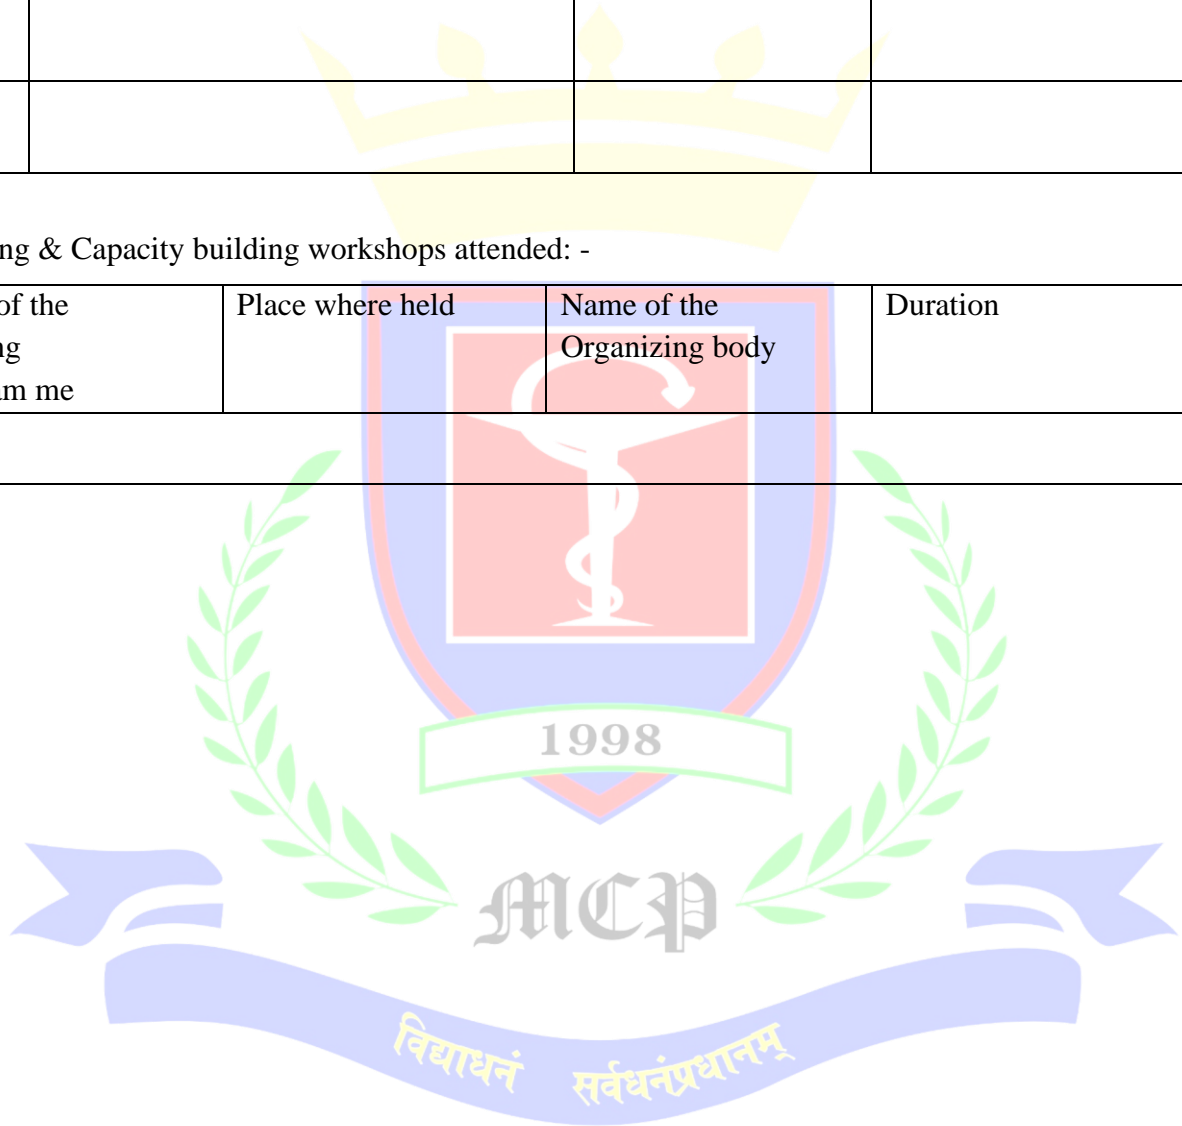 ng & Capacity building workshops attended: -
of the
ng
am me
Place where held
Name of the
Organizing body
Duration
1998
MCP
विद्याधनं सर्वधनंप्रधानम्